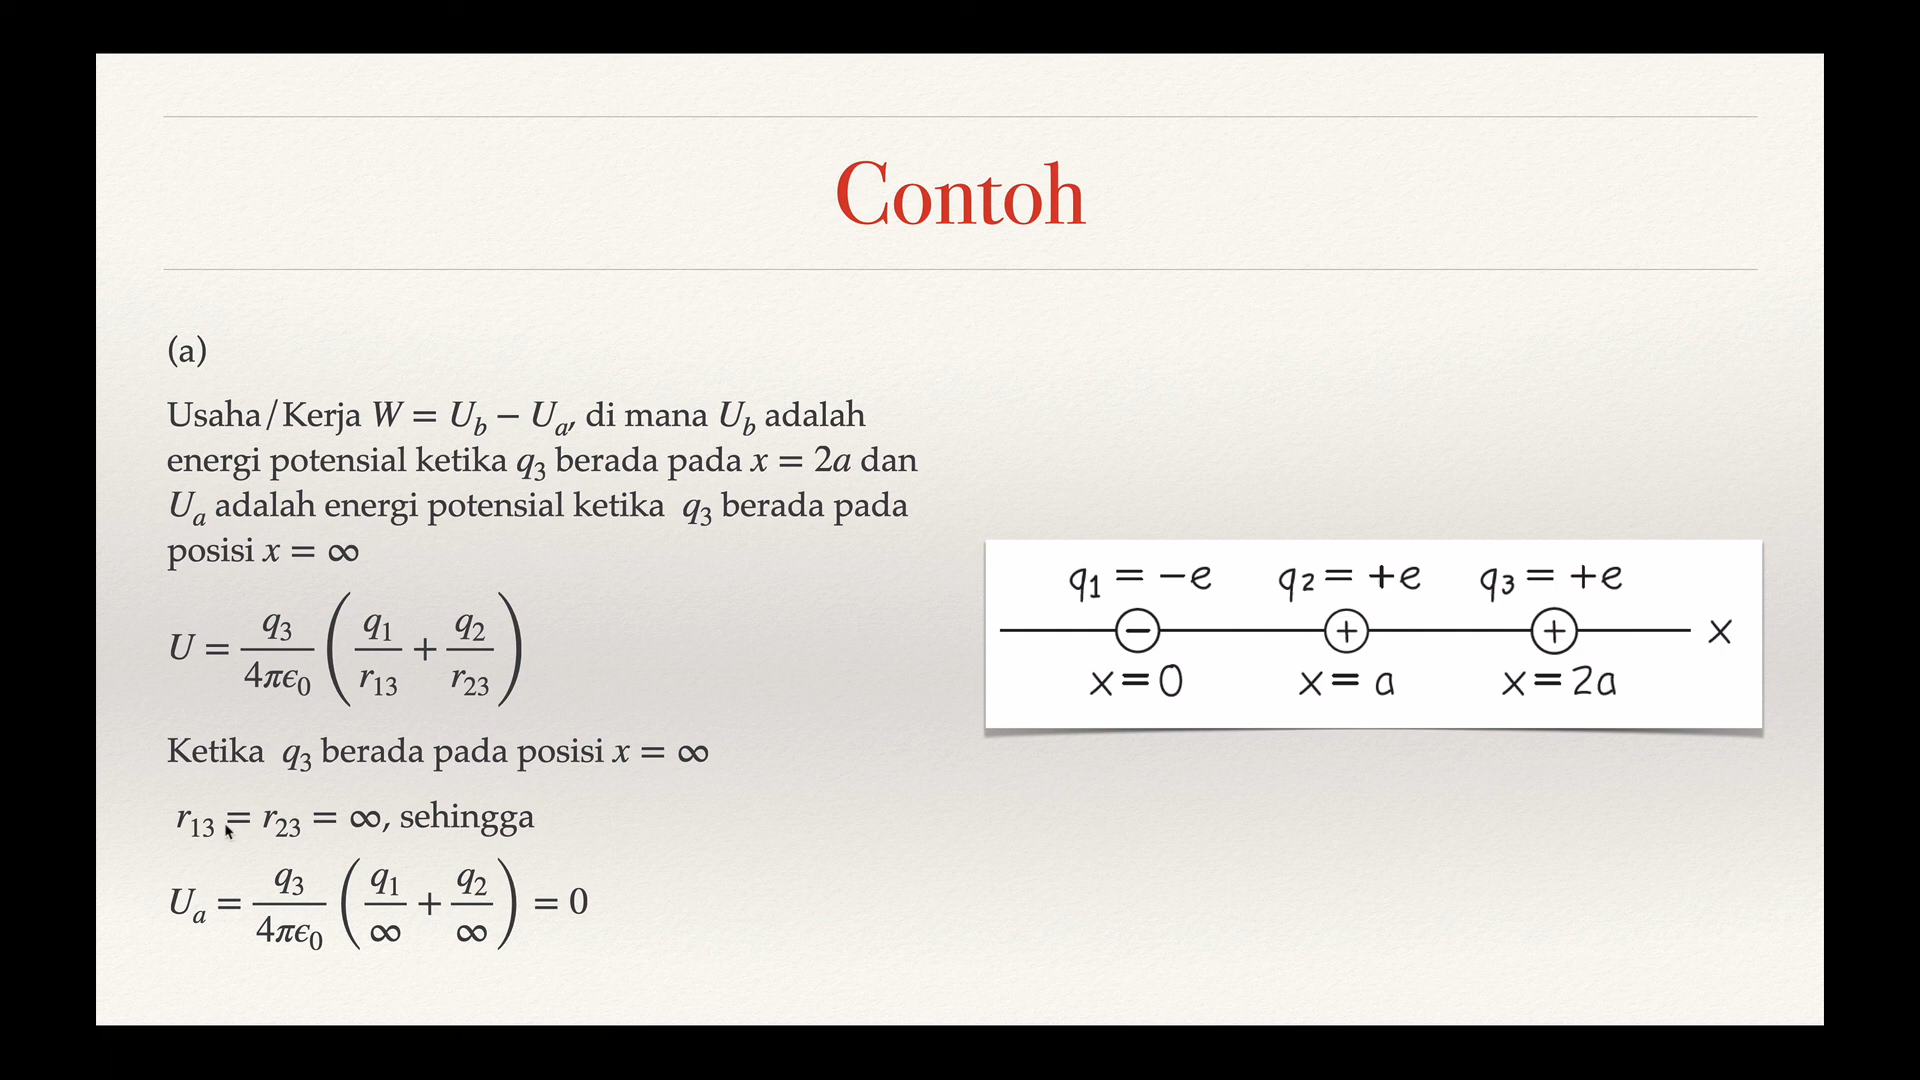 Contoh
(a)
Usaha/Kerja W = U_b − U_a, di mana U_b adalah
energi potensial ketika q_3 berada pada x = 2a dan
U_a adalah energi potensial ketika q_3 berada pada
posisi x = ∞
U = q_3/(4πϵ_0) (q_1/r_13 + q_2/r_23)
Ketika q_3 berada pada posisi x = ∞
r_13 = r_23 = ∞, sehingga
U_a = q_3/(4πϵ_0) (q_1/∞ + q_2/∞) = 0
q1 = −e q2 = +e q3 = +e
− + + x
x=0 x= a x=2a